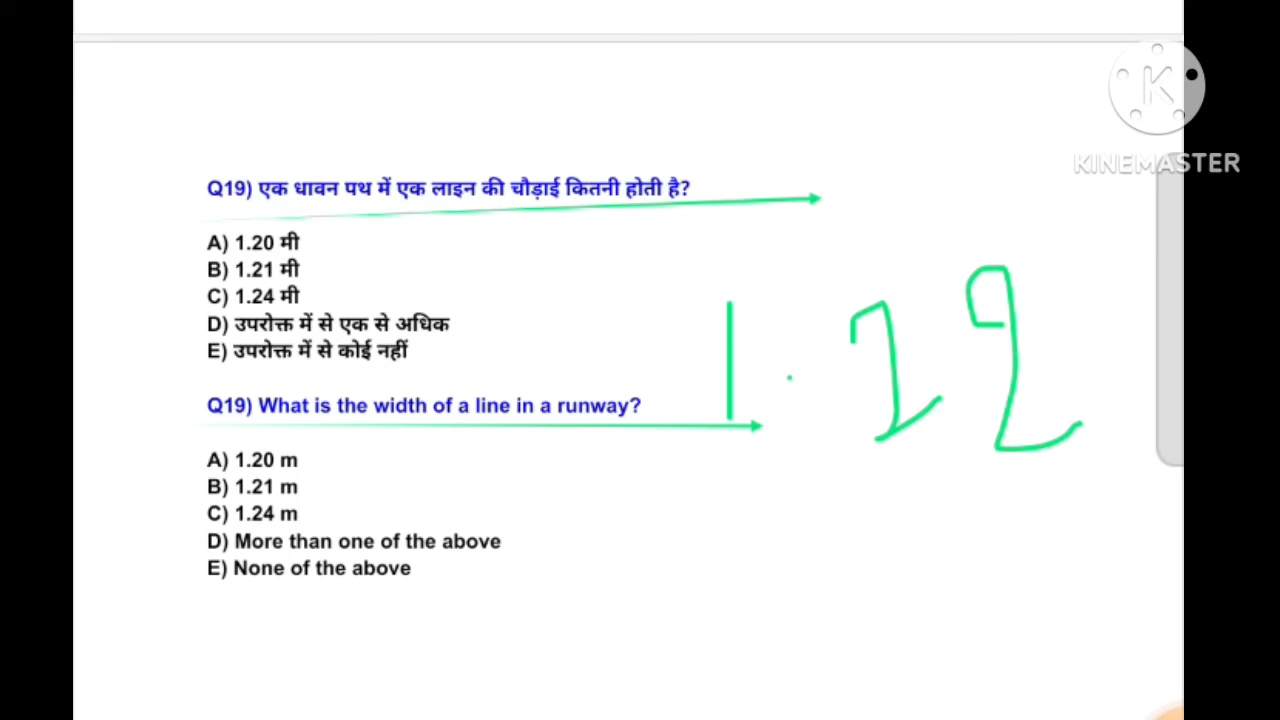 KINEMASTER
Q19) एक धावन पथ में एक लाइन की चौड़ाई कितनी होती है?
A) 1.20 मी
B) 1.21 मी
C) 1.24 मी
D) उपरोक्त में से एक से अधिक
E) उपरोक्त में से कोई नहीं
1.22
Q19) What is the width of a line in a runway?
A) 1.20 m
B) 1.21 m
C) 1.24 m
D) More than one of the above
E) None of the above